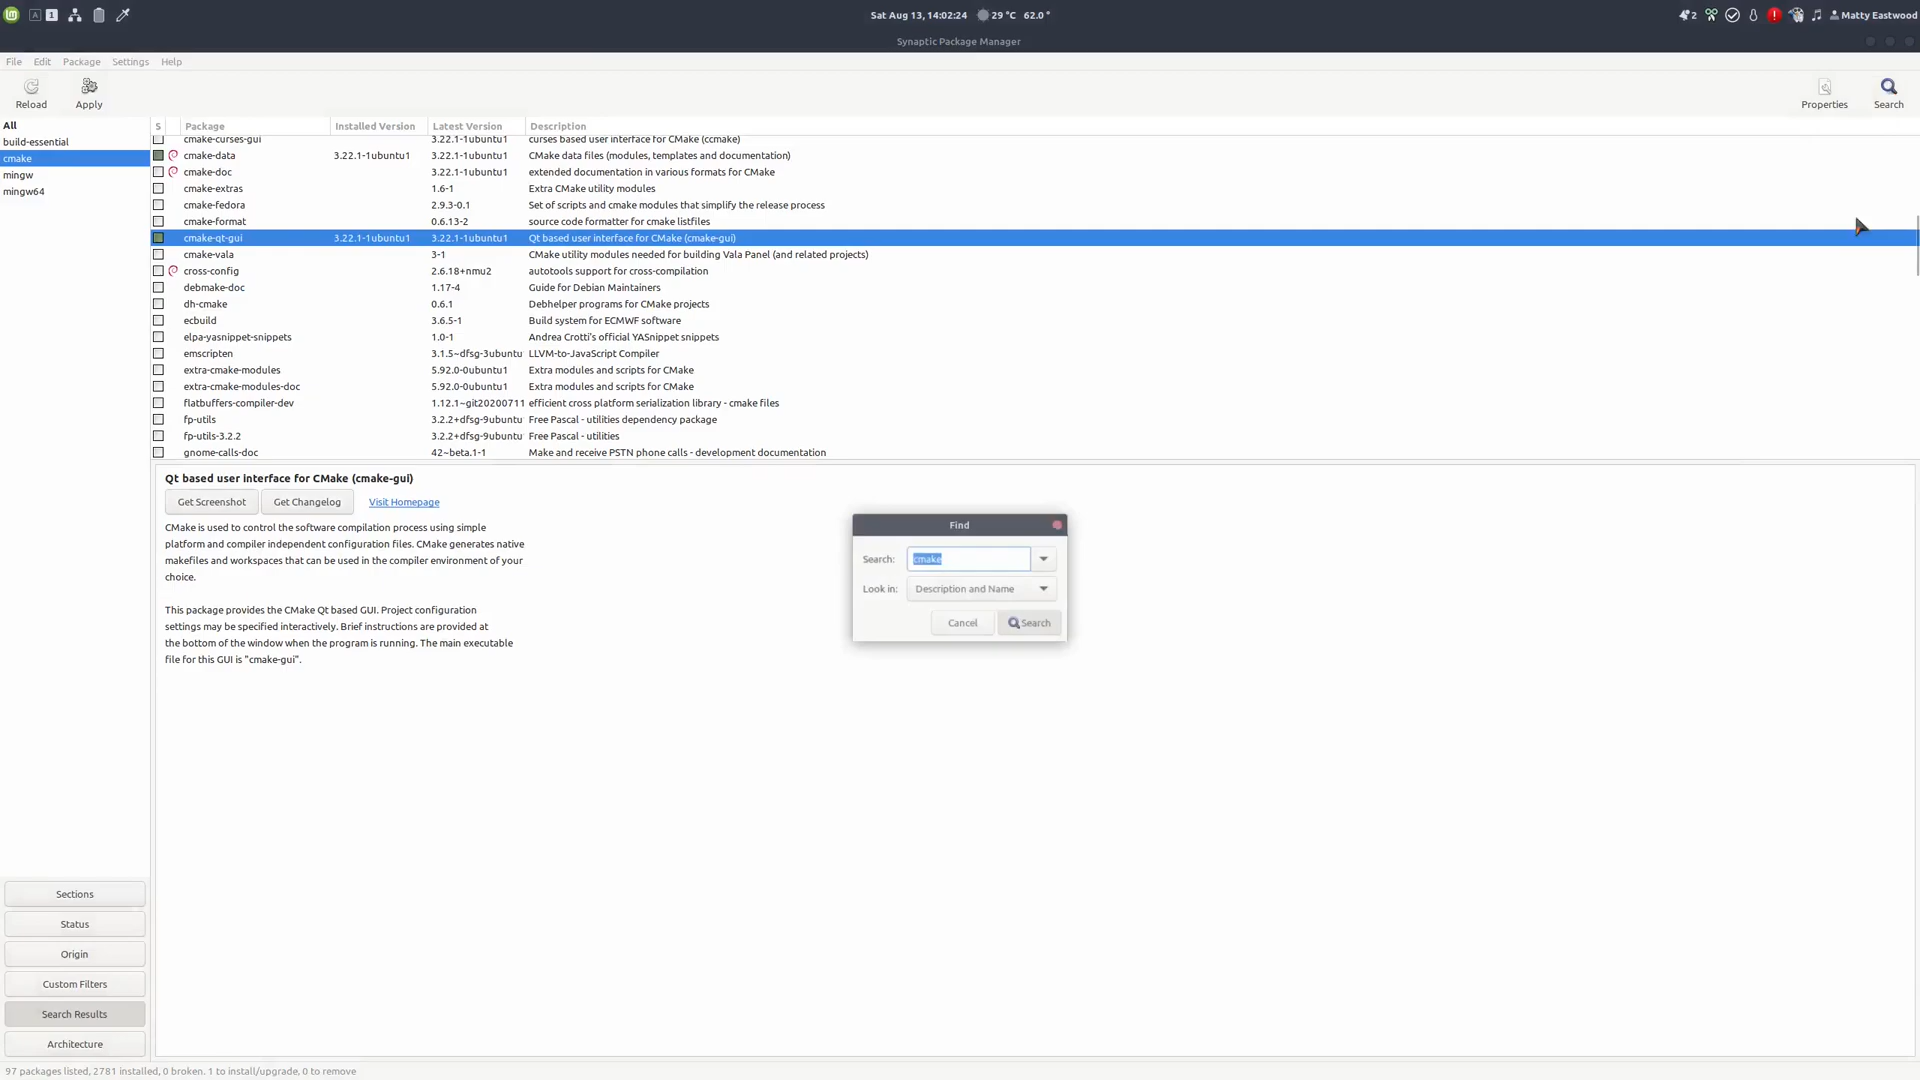 A 1
Sat Aug 13, 14:02:24 29 °C 62.0 °
2
Matty Eastwood
Synaptic Package Manager
File Edit Package Settings Help
Reload Apply
Properties Search
All
build-essential
cmake
mingw
mingw64
S Package Installed Version Latest Version Description
cmake-curses-gui 3.22.1-1ubuntu1 curses based user interface for CMake (ccmake)
cmake-data 3.22.1-1ubuntu1 3.22.1-1ubuntu1 CMake data files (modules, templates and documentation)
cmake-doc 3.22.1-1ubuntu1 extended documentation in various formats for CMake
cmake-extras 1.6-1 Extra CMake utility modules
cmake-fedora 2.9.3-0.1 Set of scripts and cmake modules that simplify the release process
cmake-format 0.6.13-2 source code formatter for cmake listfiles
cmake-qt-gui 3.22.1-1ubuntu1 3.22.1-1ubuntu1 Qt based user interface for CMake (cmake-gui)
cmake-vala 3-1 CMake utility modules needed for building Vala Panel (and related projects)
cross-config 2.6.18+nmu2 autotools support for cross-compilation
debmake-doc 1.17-4 Guide for Debian Maintainers
dh-cmake 0.6.1 Debhelper programs for CMake projects
ecbuild 3.6.5-1 Build system for ECMWF software
elpa-yasnippet-snippets 1.0-1 Andrea Crotti's official YASnippet snippets
emscripten 3.1.5~dfsg-3ubuntu LLVM-to-JavaScript Compiler
extra-cmake-modules 5.92.0-0ubuntu1 Extra modules and scripts for CMake
extra-cmake-modules-doc 5.92.0-0ubuntu1 Extra modules and scripts for CMake
flatbuffers-compiler-dev 1.12.1~git20200711 efficient cross platform serialization library - cmake files
fp-utils 3.2.2+dfsg-9ubuntu Free Pascal - utilities dependency package
fp-utils-3.2.2 3.2.2+dfsg-9ubuntu Free Pascal - utilities
gnome-calls-doc 42~beta.1-1 Make and receive PSTN phone calls - development documentation
Qt based user interface for CMake (cmake-gui)
Get Screenshot Get Changelog Visit Homepage
CMake is used to control the software compilation process using simple
platform and compiler independent configuration files. CMake generates native
makefiles and workspaces that can be used in the compiler environment of your
choice.
This package provides the CMake Qt based GUI. Project configuration
settings may be specified interactively. Brief instructions are provided at
the bottom of the window when the program is running. The main executable
file for this GUI is "cmake-gui".
Find
Search: cmake
Look in: Description and Name
Cancel Search
Sections
Status
Origin
Custom Filters
Search Results
Architecture
97 packages listed, 2781 installed, 0 broken. 1 to install/upgrade, 0 to remove